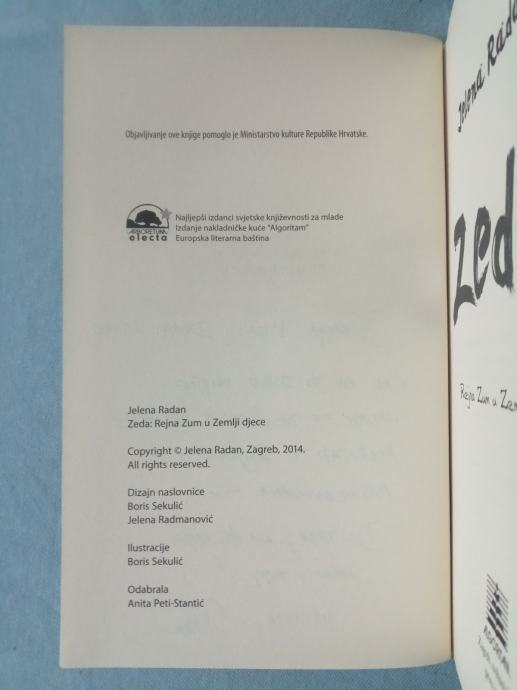 Objavljivanje ove knjige pomoglo je Ministarstvo kulture Republike Hrvatske.
ARBORETUM
electa
Najljepši izdanci svjetske književnosti za mlade
Izdanje nakladničke kuće "Algoritam"
Europska literarna baština
Jelena Radan
Zeda: Rejna Zum u Zemlji djece
Copyright © Jelena Radan, Zagreb, 2014.
All rights reserved.
Dizajn naslovnice
Boris Sekulić
Jelena Radmanović
Ilustracije
Boris Sekulić
Odabrala
Anita Peti-Stantić
Jelena Rada
Zed
Rejna Zum u Zem
ALGORITAM